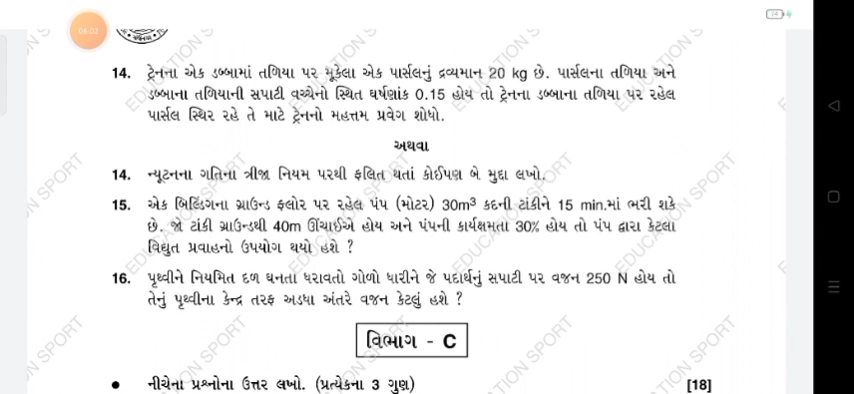 06:03
14. ટ્રેનના એક ડબ્બામાં તળિયા પર મૂકેલા એક પાર્સલનું દ્રવ્યમાન 20 kg છે. પાર્સલના તળિયા અને
ડબ્બાના તળિયાની સપાટી વચ્ચેનો સ્થિત ઘર્ષણાંક 0.15 હોય તો ટ્રેનના ડબ્બાના તળિયા પર રહેલ
પાર્સલ સ્થિર રહે તે માટે ટ્રેનનો મહત્તમ પ્રવેગ શોધો.
અથવા
14. ન્યૂટનના ગતિના ત્રીજા નિયમ પરથી ફલિત થતાં કોઈપણ બે મુદ્દા લખો.
15. એક બિલ્ડિંગના ગ્રાઉન્ડ ફ્લોર પર રહેલ પંપ (મોટર) 30m³ કદની ટાંકીને 15 min.માં ભરી શકે
છે. જો ટાંકી ગ્રાઉન્ડથી 40m ઊંચાઈએ હોય અને પંપની કાર્યક્ષમતા 30% હોય તો પંપ દ્વારા કેટલા
વિદ્યુત પ્રવાહનો ઉપયોગ થયો હશે ?
16. પૃથ્વીને નિયમિત દળ ઘનતા ધરાવતો ગોળો ધારીને જે પદાર્થનું સપાટી પર વજન 250 N હોય તો
તેનું પૃથ્વીના કેન્દ્ર તરફ અડધા અંતરે વજન કેટલું હશે ?
વિભાગ - C
● નીચેના પ્રશ્નોના ઉત્તર લખો. (પ્રત્યેકના 3 ગુણ) [18]
EDUCATION SPORT